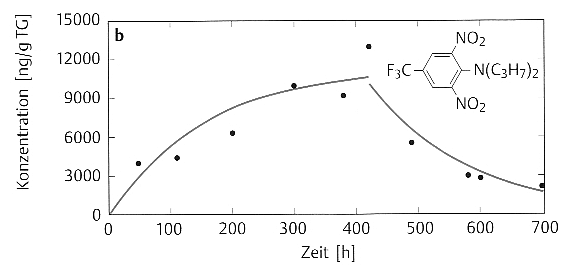 Konzentration [ng/g TG]
15000
12000
9000
6000
3000
0
b
NO2
F3C
N(C3H7)2
NO2
0 100 200 300 400 500 600 700
Zeit [h]